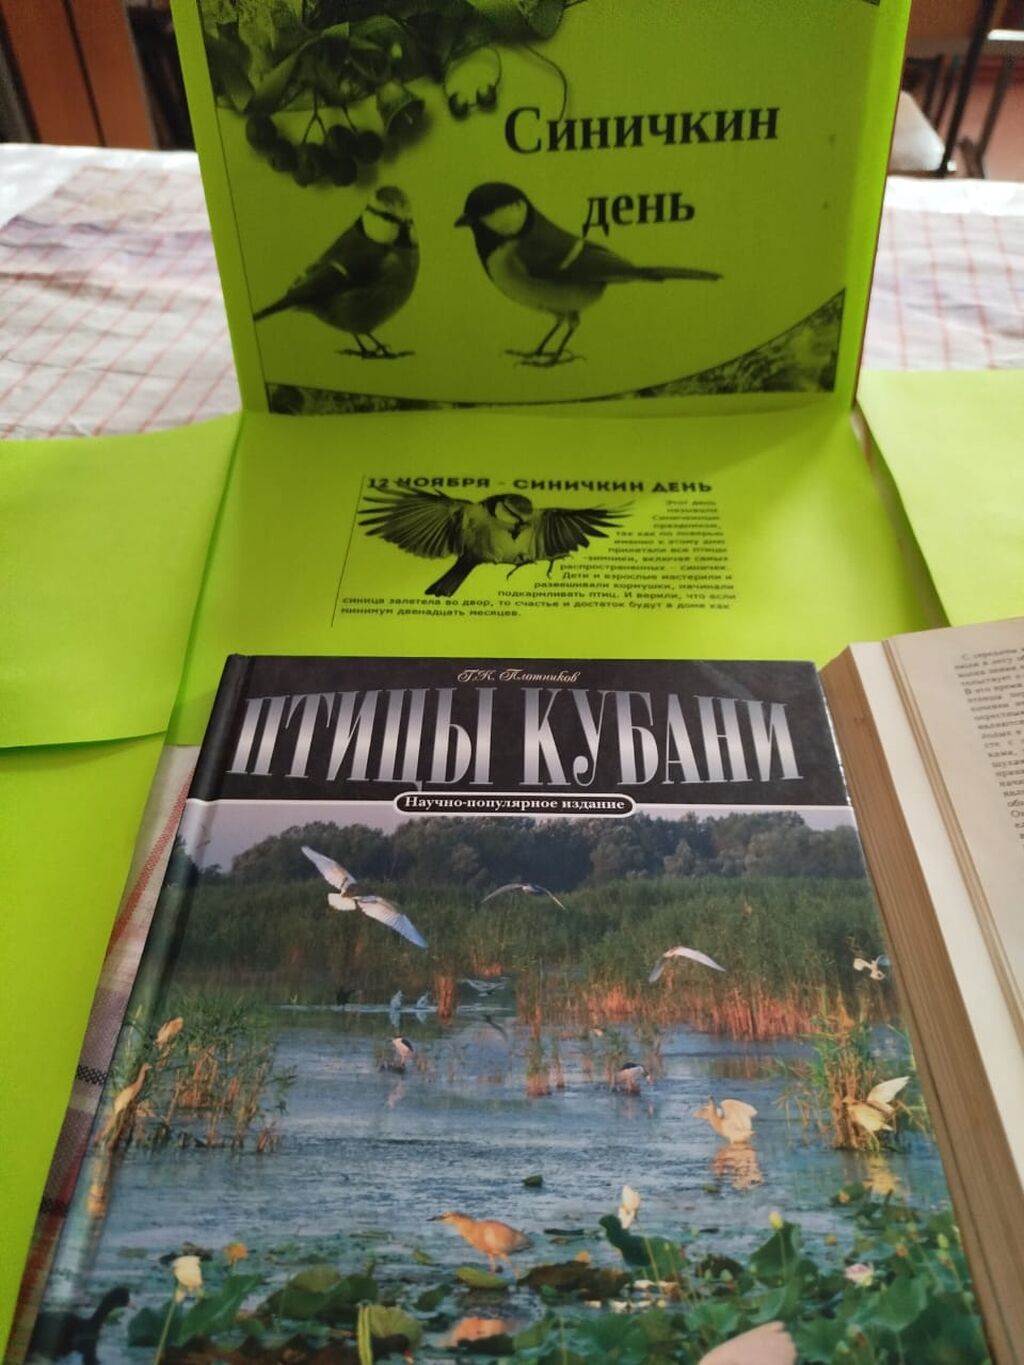 Синичкин
день
12 НОЯБРЯ - СИНИЧКИН ДЕНЬ
Этот день
называли
Синичкиным
праздником,
так как по поверью
именно к этому дню
прилетали все птицы
-зимники, включая самых
распространенных - синичек.
Дети и взрослые мастерили и
развешивали кормушки, начинали
подкармливать птиц. И верили, что если
синица залетела во двор, то счастье и достаток будут в доме как
минимум двенадцать месяцев.
Г.К. Плотников
ПТИЦЫ КУБАНИ
Научно-популярное издание